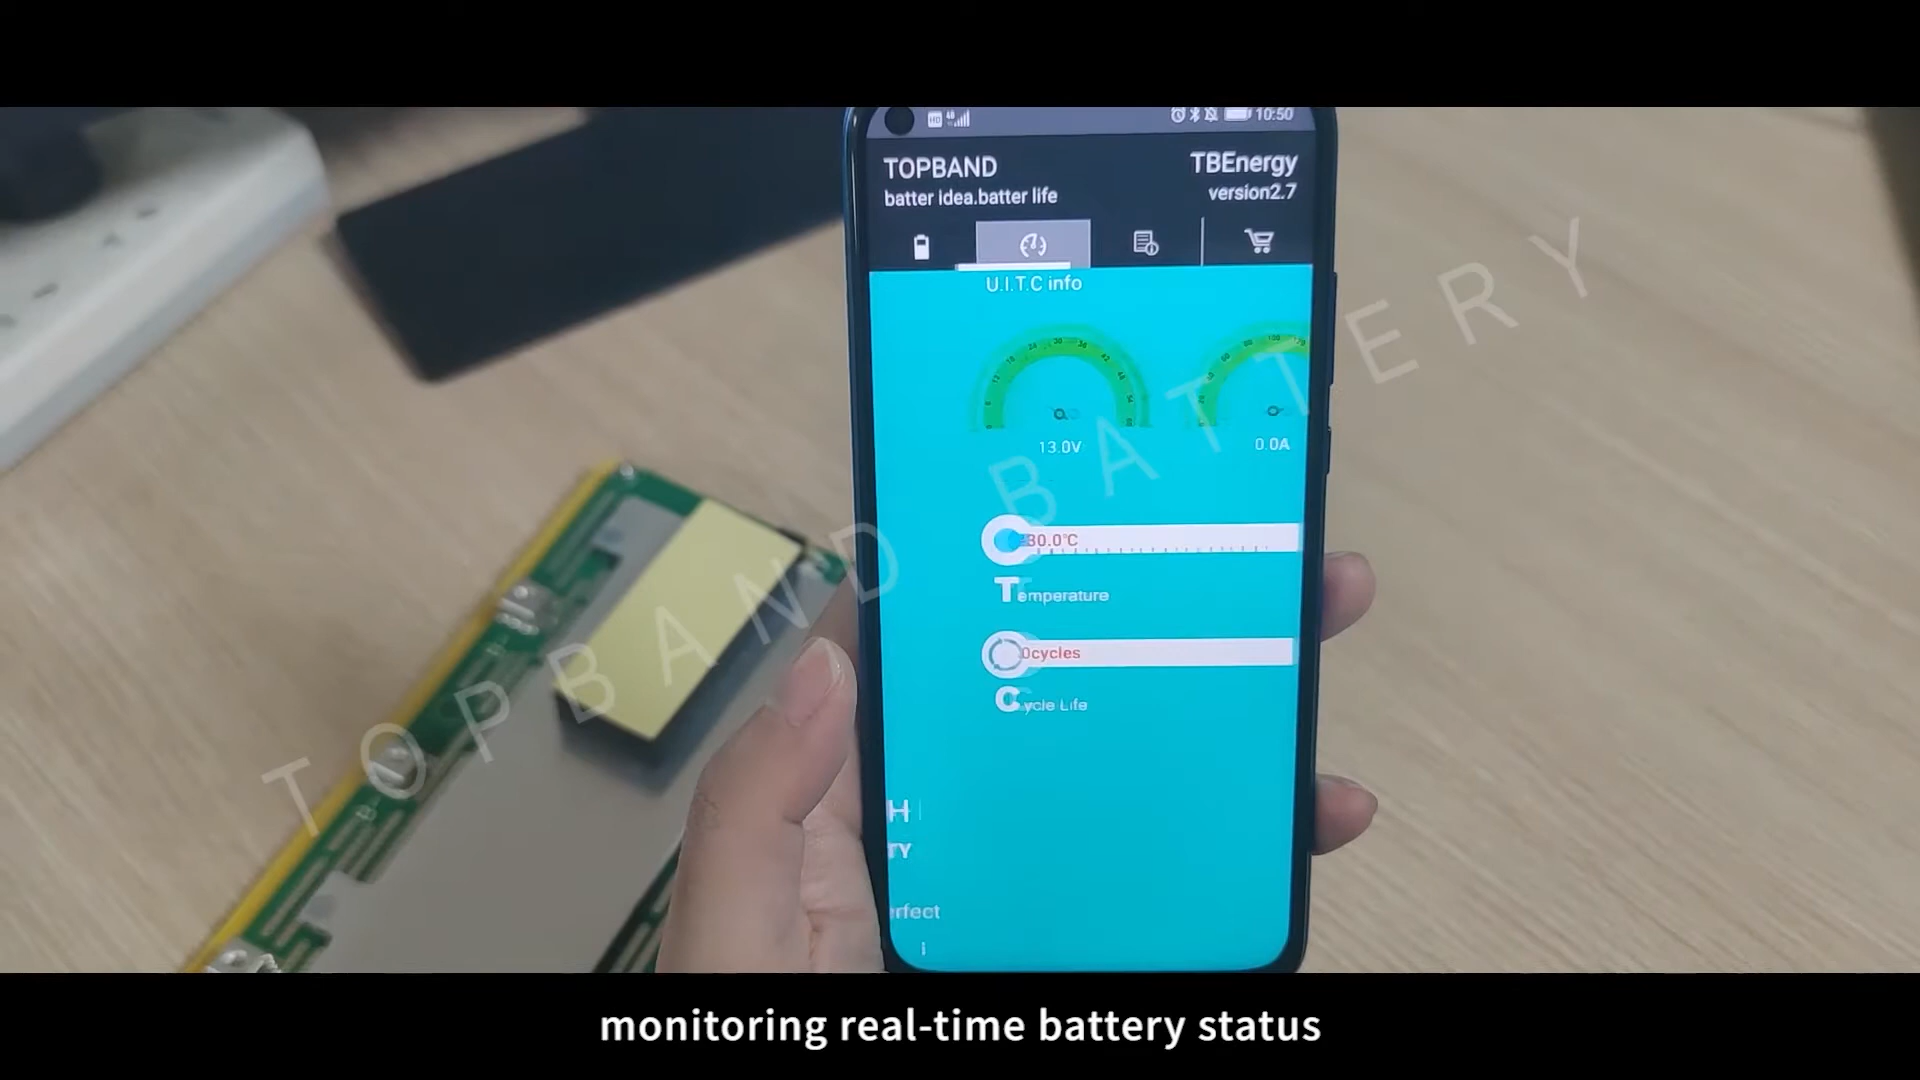 10:50
TOPBAND
TBEnergy
batter idea.batter life
version2.7
U.I.T.C info
13.0V
0.0A
30.0°C
Temperature
0cycles
Cycle Life
H
TY
erfect
i
TOPBAND BATTERY
monitoring real-time battery status